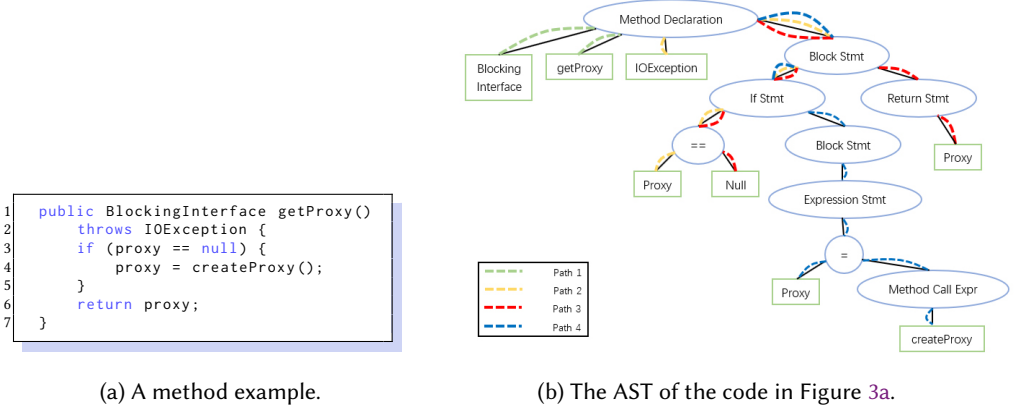 Method Declaration
Blocking
Interface
getProxy
IOException
Block Stmt
If Stmt
Return Stmt
==
Block Stmt
Proxy
Proxy
Null
Expression Stmt
=
Proxy
Method Call Expr
createProxy
Path 1
Path 2
Path 3
Path 4
1 public BlockingInterface getProxy()
2 throws IOException {
3 if (proxy == null) {
4 proxy = createProxy();
5 }
6 return proxy;
7 }
(a) A method example.
(b) The AST of the code in Figure 3a.